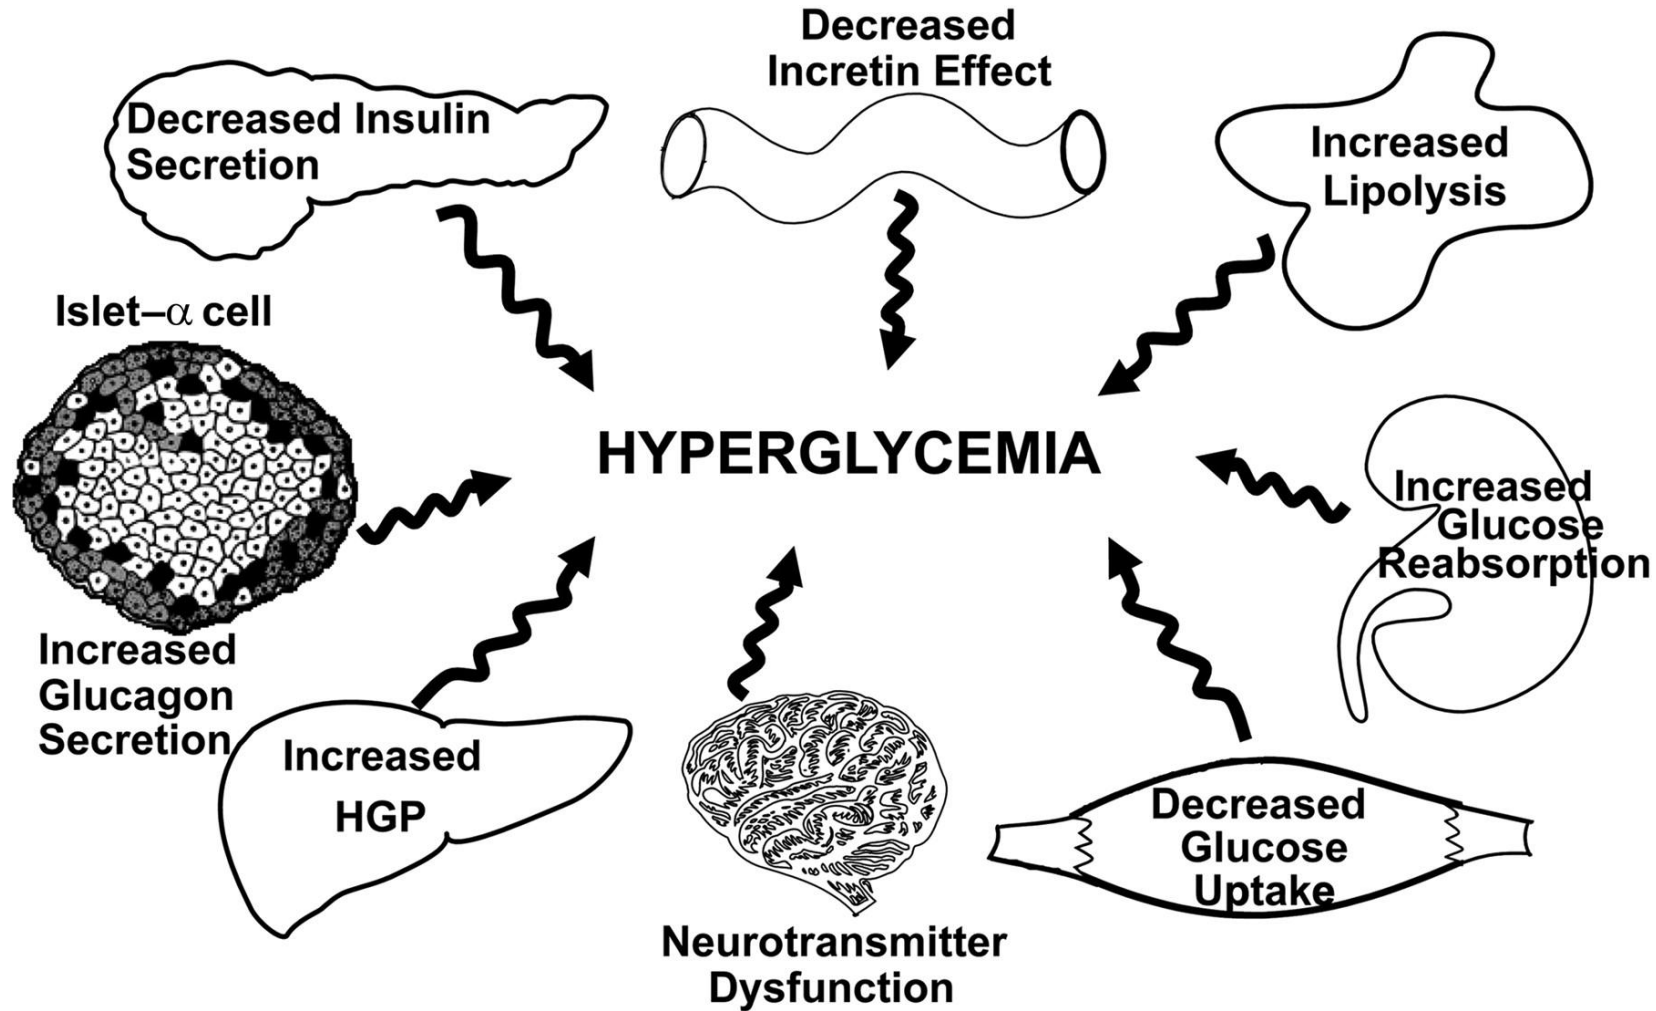 Decreased
Incretin Effect
Decreased Insulin
Secretion
Increased
Lipolysis
Islet–α cell
HYPERGLYCEMIA
Increased
Glucose
Reabsorption
Increased
Glucagon
Secretion
Increased
HGP
Decreased
Glucose
Uptake
Neurotransmitter
Dysfunction